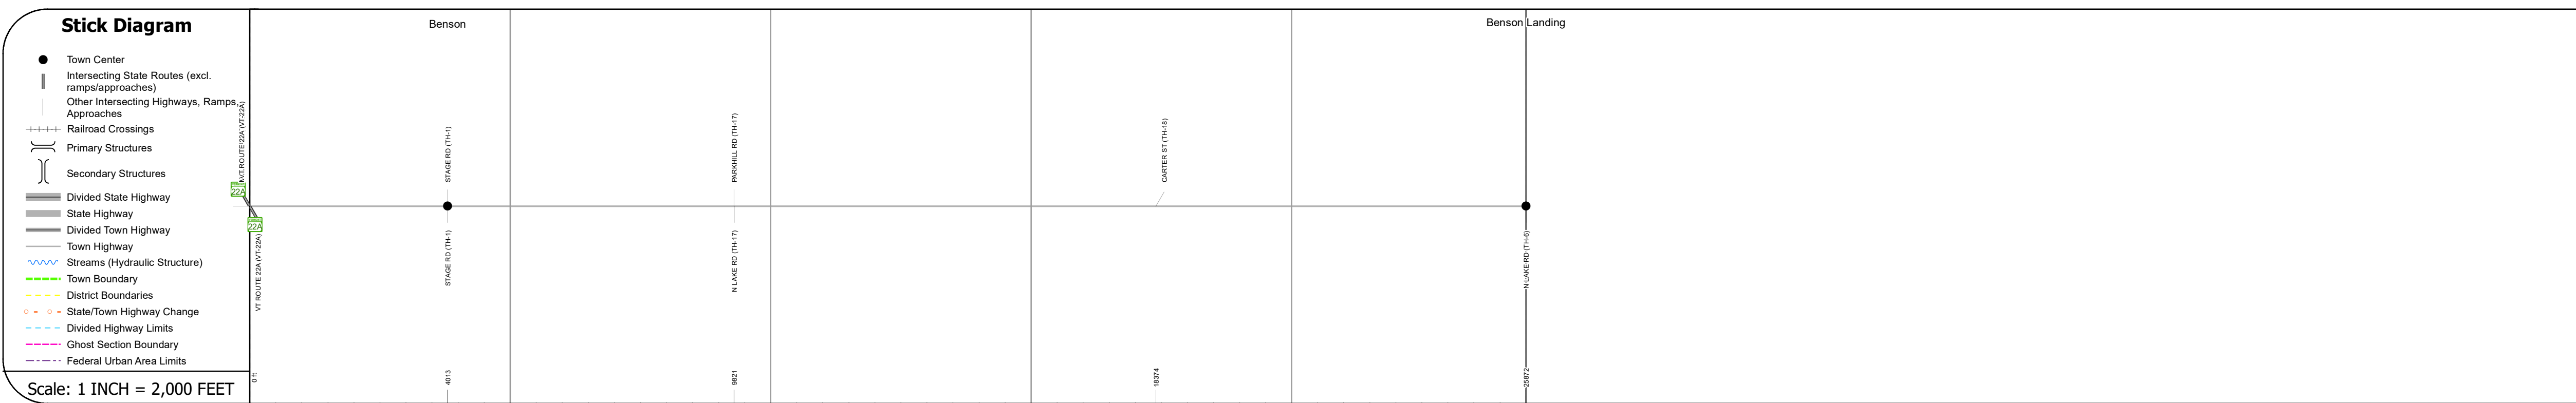 Stick Diagram
Town Center
Intersecting State Routes (excl.
ramps/approaches)
Other Intersecting Highways, Ramps,
Approaches
Railroad Crossings
Primary Structures
Secondary Structures
Divided State Highway
State Highway
Divided Town Highway
Town Highway
Streams (Hydraulic Structure)
Town Boundary
District Boundaries
State/Town Highway Change
Divided Highway Limits
Ghost Section Boundary
Federal Urban Area Limits
Scale: 1 INCH = 2,000 FEET
Benson
Benson Landing
VT ROUTE 22A (VT-22A)
STAGE RD (TH-1)
PARKHILL RD (TH-17)
CARTER ST (TH-18)
22A
22A
VT ROUTE 22A (VT-22A)
STAGE RD (TH-1)
N LAKE RD (TH-17)
N LAKE RD (TH-6)
0 ft
4013
9821
18374
25872